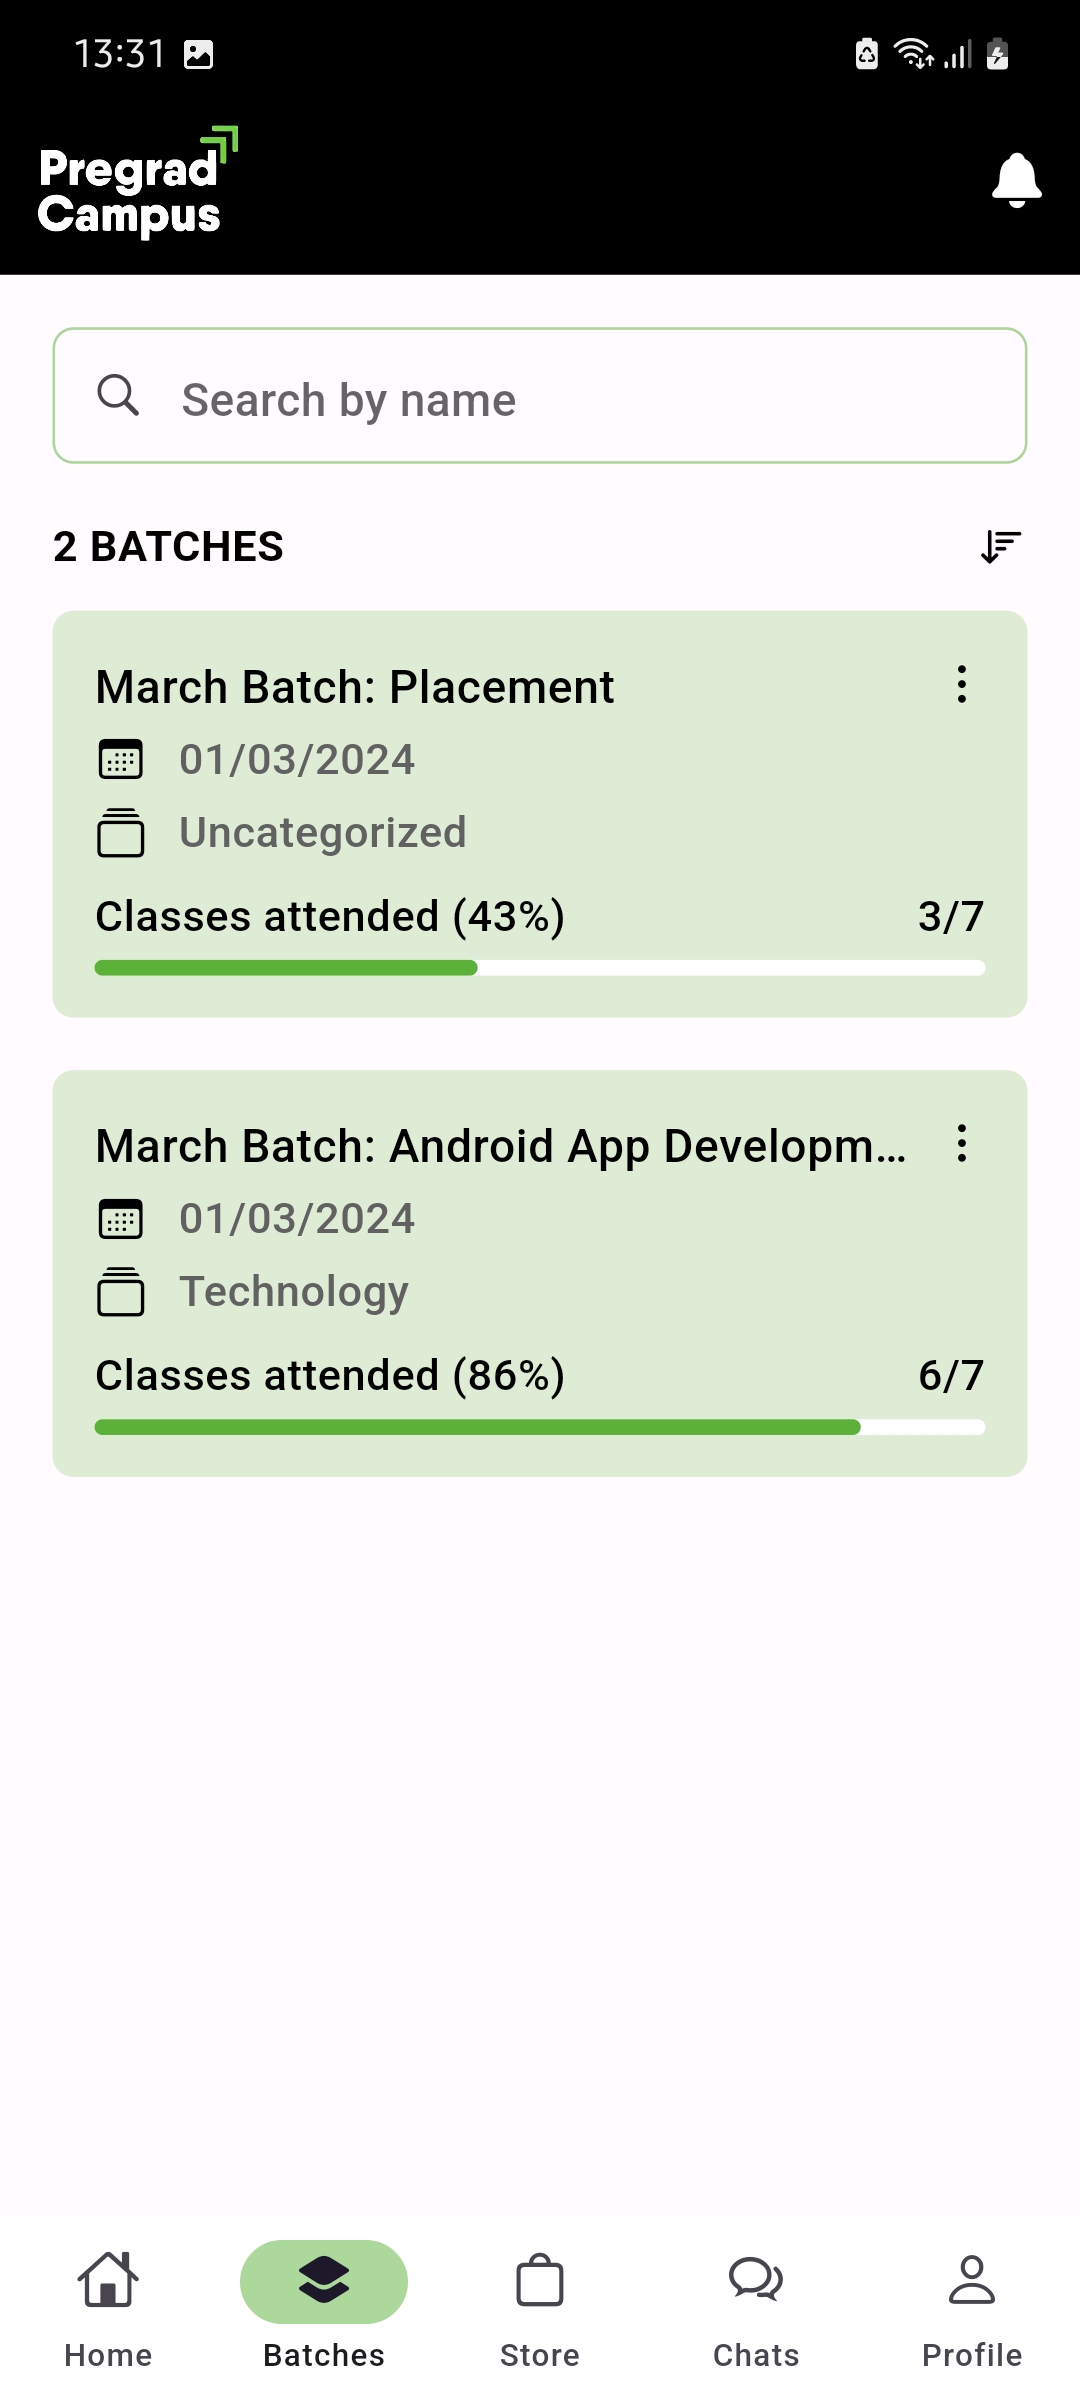 13:31
Pregrad
Campus
Search by name
2 BATCHES
March Batch: Placement
01/03/2024
Uncategorized
Classes attended (43%) 3/7
March Batch: Android App Developm...
01/03/2024
Technology
Classes attended (86%) 6/7
Home Batches Store Chats Profile